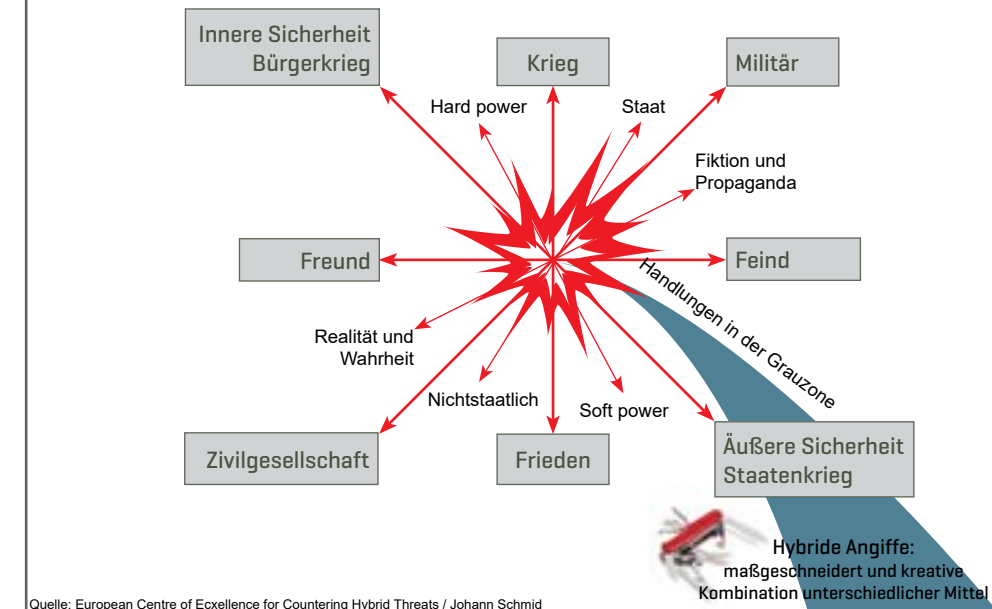 Innere Sicherheit
Bürgerkrieg
Krieg
Militär
Hard power
Staat
Fiktion und
Propaganda
Freund
Feind
Handlungen in der Grauzone
Realität und
Wahrheit
Nichtstaatlich
Soft power
Zivilgesellschaft
Frieden
Äußere Sicherheit
Staatenkrieg
Hybride Angiffe:
maßgeschneidert und kreative
Kombination unterschiedlicher Mittel
Quelle: European Centre of Ecxellence for Countering Hybrid Threats / Johann Schmid